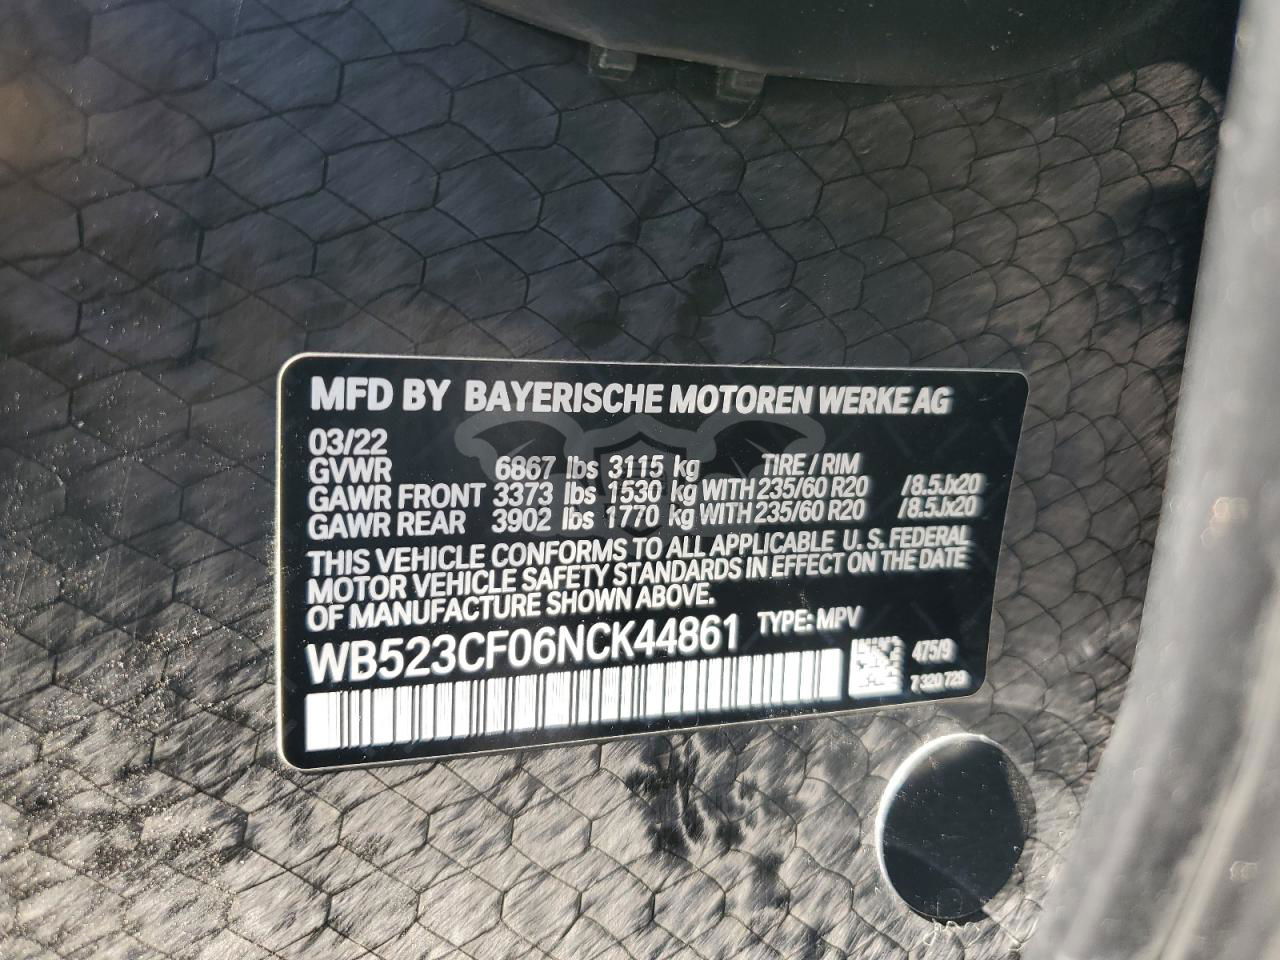 MFD BY BAYERISCHE MOTOREN WERKE AG
03/22
GVWR 6867 lbs 3115 kg TIRE / RIM
GAWR FRONT 3373 lbs 1530 kg WITH 235/60 R20 /8.5Jx20
GAWR REAR 3902 lbs 1770 kg WITH 235/60 R20 /8.5Jx20
THIS VEHICLE CONFORMS TO ALL APPLICABLE U.S. FEDERAL
MOTOR VEHICLE SAFETY STANDARDS IN EFFECT ON THE DATE
OF MANUFACTURE SHOWN ABOVE.
WB523CF06NCK44861 TYPE: MPV
475/9
7 320 729